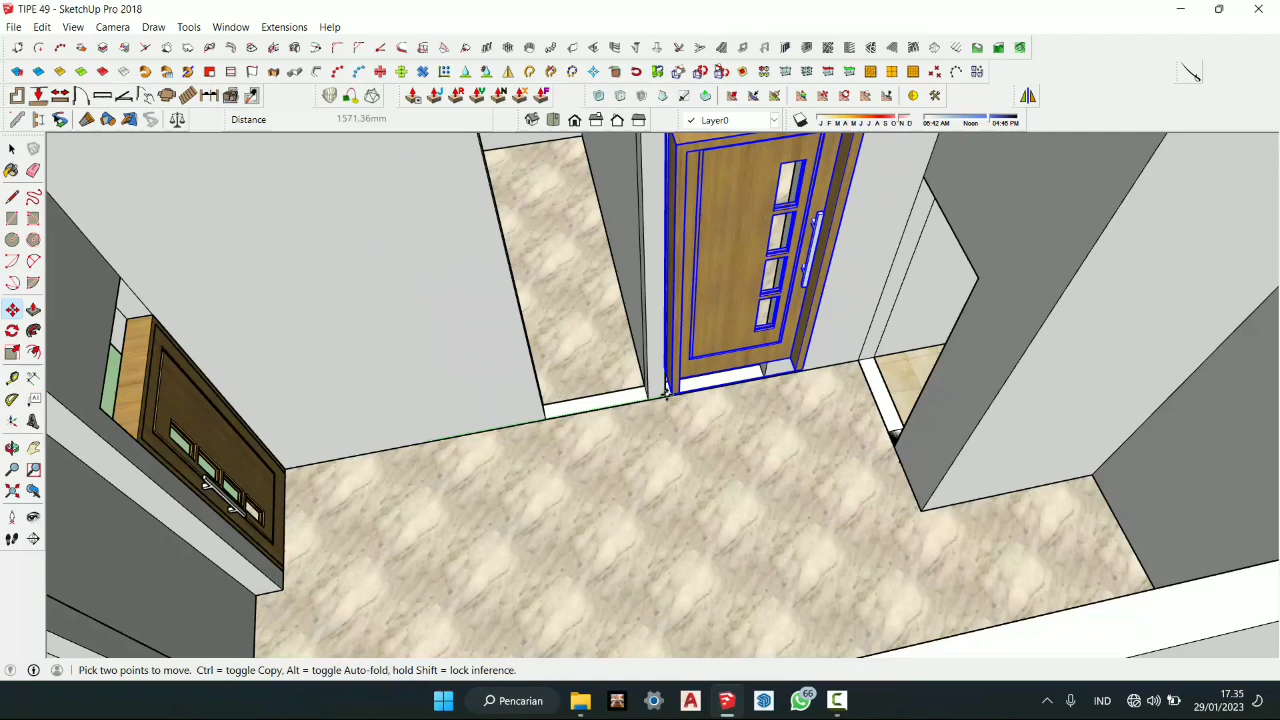 TIPE 49 - SketchUp Pro 2018
File Edit View Camera Draw Tools Window Extensions Help
Distance 1571.36mm
Layer0
J F M A M J J A S O N D
06:42 AM Noon 04:46 PM
Pick two points to move. Ctrl = toggle Copy, Alt = toggle Auto-fold, hold Shift = lock inference.
Pencarian
66
IND
17.35
29/01/2023